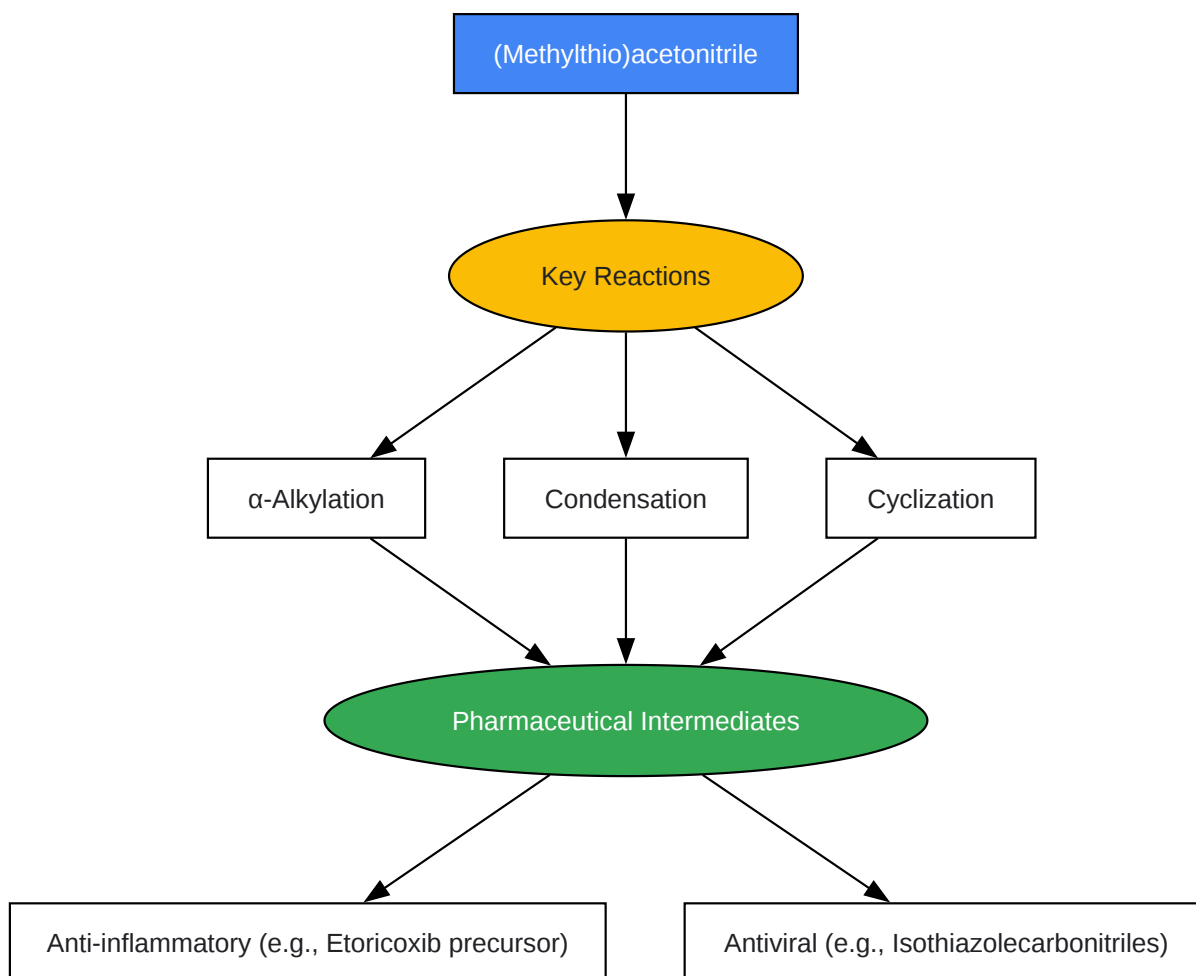 (Methylthio)acetonitrile
Key Reactions
α-Alkylation
Condensation
Cyclization
Pharmaceutical Intermediates
Anti-inflammatory (e.g., Etoricoxib precursor)
Antiviral (e.g., Isothiazolecarbonitriles)